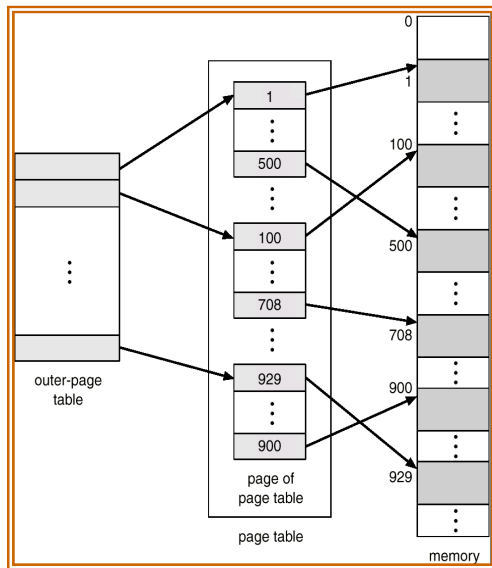 outer-page
table
1
500
100
708
929
900
page of
page table
page table
0
1
100
500
708
900
929
memory